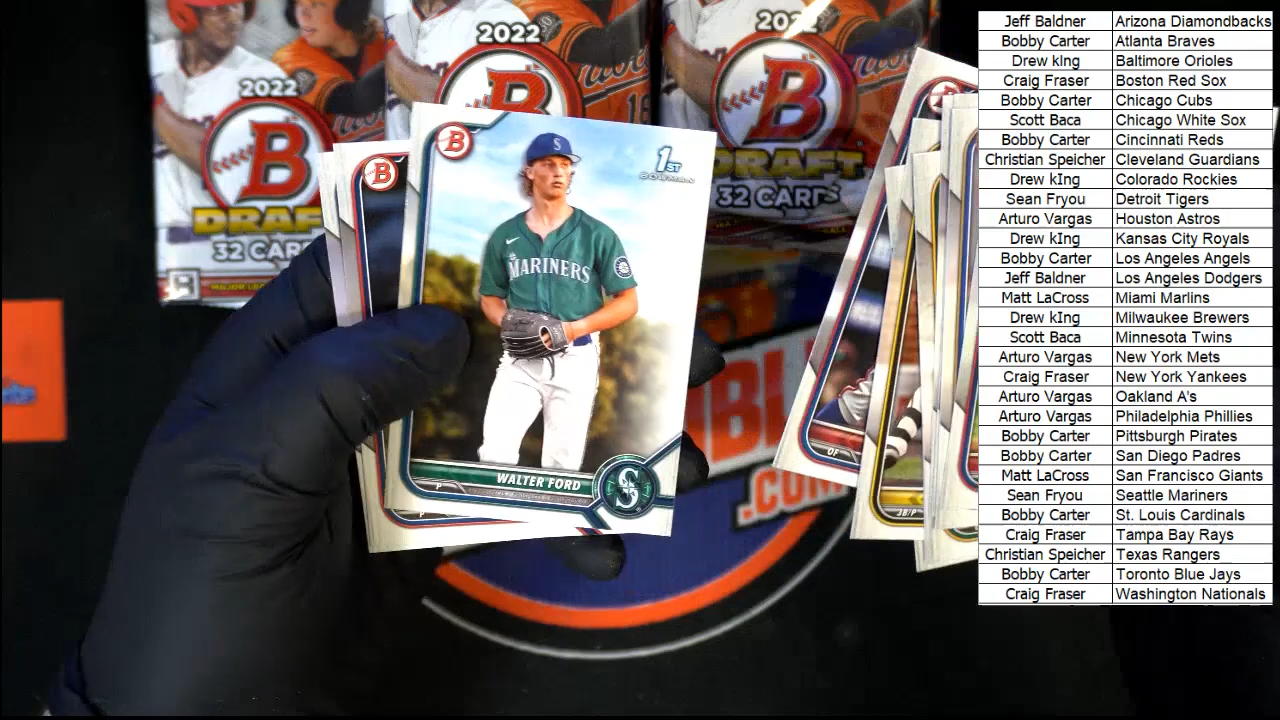 2022
B
DRAFT
32 CARDS
2022
B
2022
B
DRAFT
32 CARDS
B
B
1ST
BOWMAN
S
MARINERS
WALTER FORD
P
S
P
.COM
OF
3B/P
Jeff Baldner Arizona Diamondbacks
Bobby Carter Atlanta Braves
Drew kIng Baltimore Orioles
Craig Fraser Boston Red Sox
Bobby Carter Chicago Cubs
Scott Baca Chicago White Sox
Bobby Carter Cincinnati Reds
Christian Speicher Cleveland Guardians
Drew kIng Colorado Rockies
Sean Fryou Detroit Tigers
Arturo Vargas Houston Astros
Drew kIng Kansas City Royals
Bobby Carter Los Angeles Angels
Jeff Baldner Los Angeles Dodgers
Matt LaCross Miami Marlins
Drew kIng Milwaukee Brewers
Scott Baca Minnesota Twins
Arturo Vargas New York Mets
Craig Fraser New York Yankees
Arturo Vargas Oakland A's
Arturo Vargas Philadelphia Phillies
Bobby Carter Pittsburgh Pirates
Bobby Carter San Diego Padres
Matt LaCross San Francisco Giants
Sean Fryou Seattle Mariners
Bobby Carter St. Louis Cardinals
Craig Fraser Tampa Bay Rays
Christian Speicher Texas Rangers
Bobby Carter Toronto Blue Jays
Craig Fraser Washington Nationals